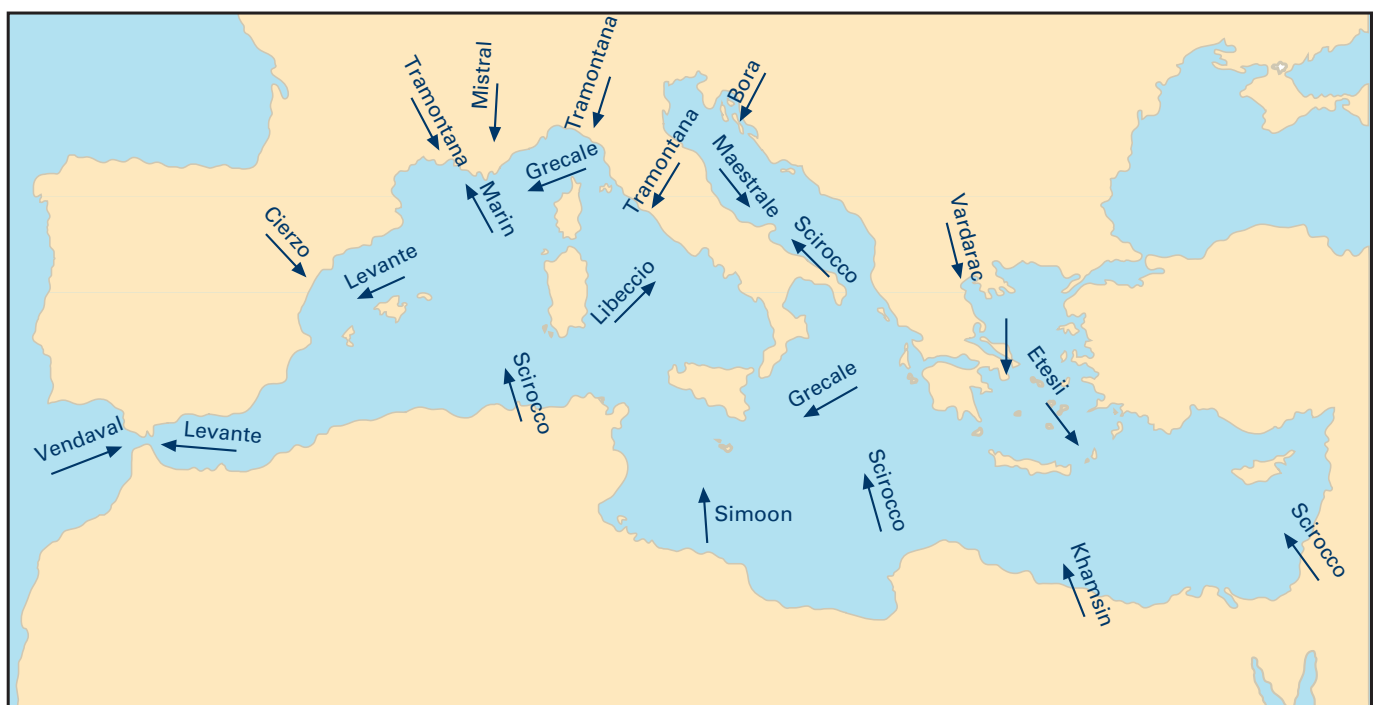 Tramontana
Mistral
Tramontana
Bora
Tramontana
Grecale
Maestrale
Marin
Cierzo
Levante
Libeccio
Scirocco
Vardarac
Scirocco
Grecale
Etesii
Vendaval
Levante
Scirocco
Simoon
Scirocco
Khamsin